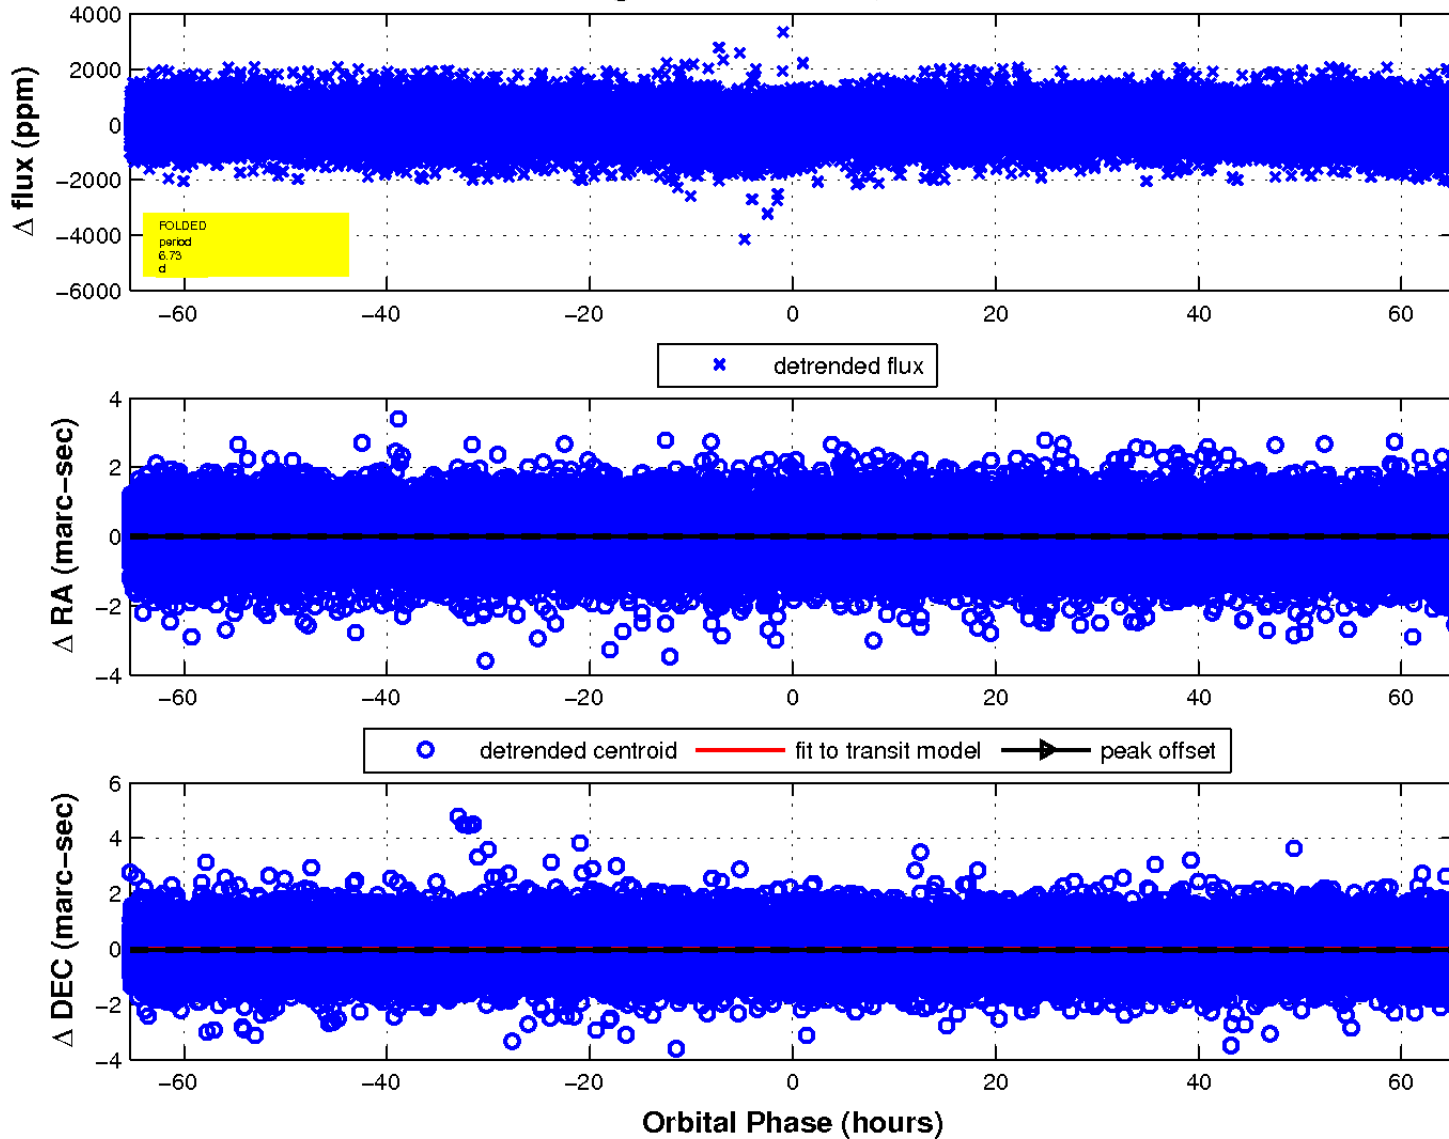 4000
2000
0
−2000
−4000
−6000
Δ flux (ppm)
FOLDED
period
6.73
d
−60 −40 −20 0 20 40 60
detrended flux
4
2
0
−2
−4
Δ RA (marc−sec)
−60 −40 −20 0 20 40 60
detrended centroid fit to transit model peak offset
6
4
2
0
−2
−4
Δ DEC (marc−sec)
−60 −40 −20 0 20 40 60
Orbital Phase (hours)